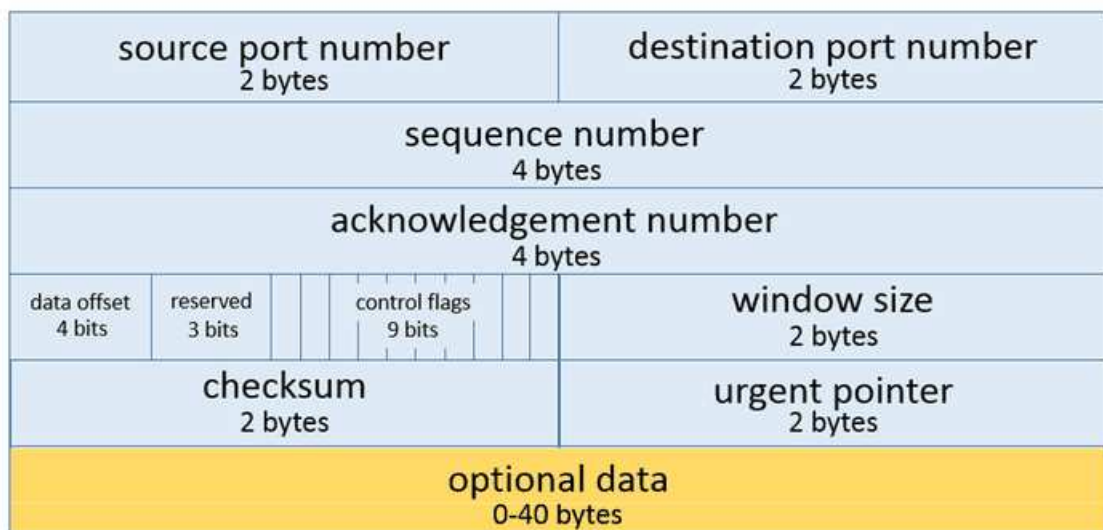 source port number
2 bytes
destination port number
2 bytes
sequence number
4 bytes
acknowledgement number
4 bytes
data offset
4 bits
reserved
3 bits
control flags
9 bits
window size
2 bytes
checksum
2 bytes
urgent pointer
2 bytes
optional data
0-40 bytes